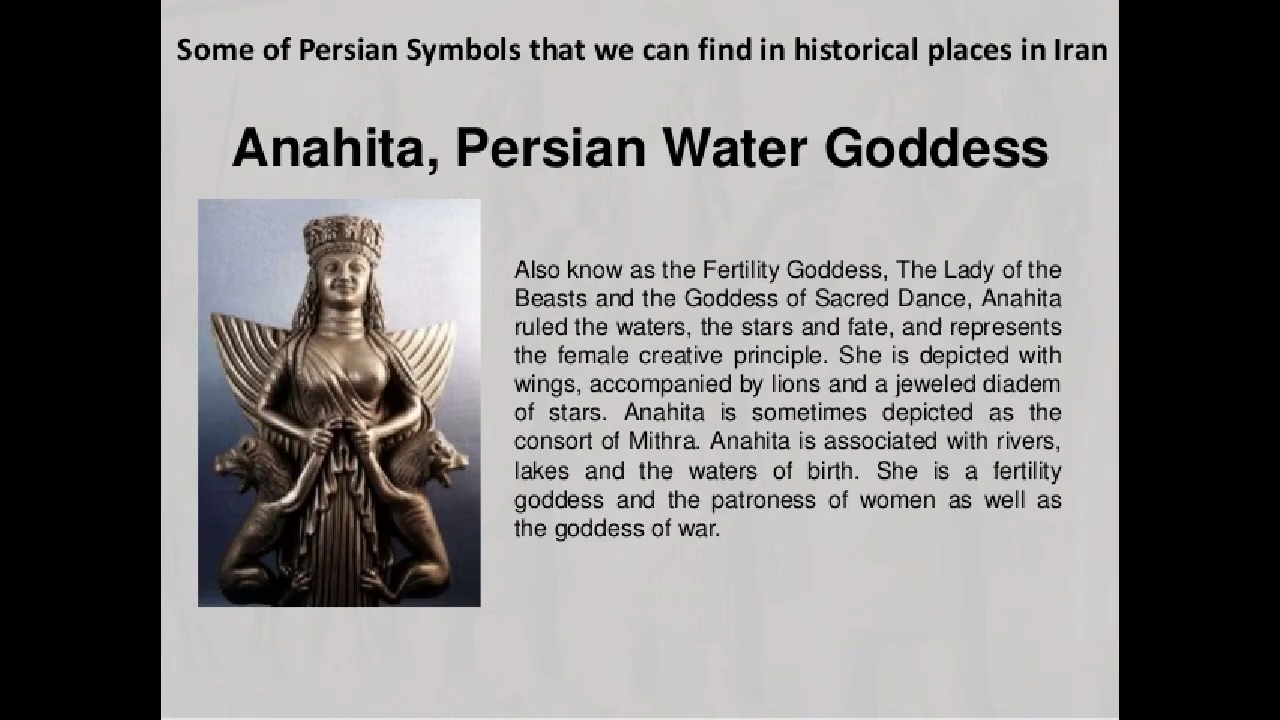 Some of Persian Symbols that we can find in historical places in Iran
Anahita, Persian Water Goddess
Also know as the Fertility Goddess, The Lady of the
Beasts and the Goddess of Sacred Dance, Anahita
ruled the waters, the stars and fate, and represents
the female creative principle. She is depicted with
wings, accompanied by lions and a jeweled diadem
of stars. Anahita is sometimes depicted as the
consort of Mithra. Anahita is associated with rivers,
lakes and the waters of birth. She is a fertility
goddess and the patroness of women as well as
the goddess of war.